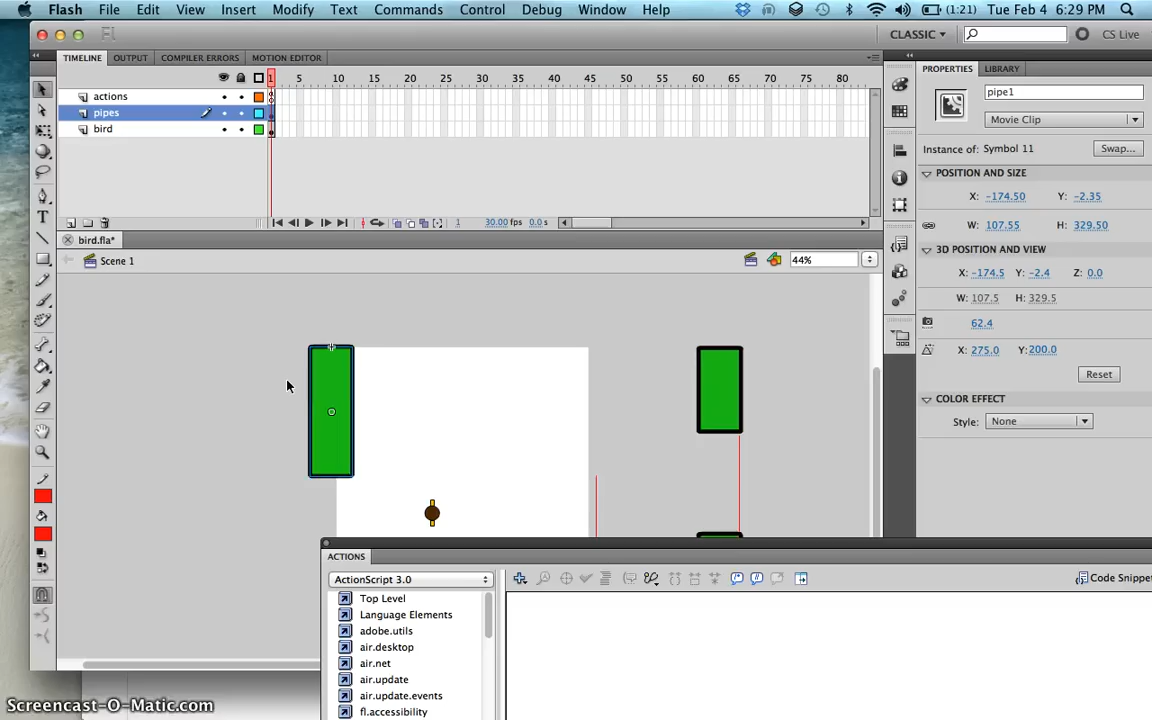 Flash File Edit View Insert Modify Text Commands Control Debug Window Help (1:21) Tue Feb 4 6:29 PM
Fl CLASSIC CS Live
TIMELINE OUTPUT COMPILER ERRORS MOTION EDITOR
1 5 10 15 20 25 30 35 40 45 50 55 60 65 70 75 80
actions
pipes
bird
1 30.00 fps 0.0 s
bird.fla*
Scene 1 44%
PROPERTIES LIBRARY
pipe1
Movie Clip
Instance of: Symbol 11 Swap...
POSITION AND SIZE
X: -174.50 Y: -2.35
W: 107.55 H: 329.50
3D POSITION AND VIEW
X: -174.5 Y: -2.4 Z: 0.0
W: 107.5 H: 329.5
62.4
X: 275.0 Y: 200.0
Reset
COLOR EFFECT
Style: None
ACTIONS
ActionScript 3.0 Code Snippe
Top Level
Language Elements
adobe.utils
air.desktop
air.net
air.update
air.update.events
fl.accessibility
Screencast-O-Matic.com